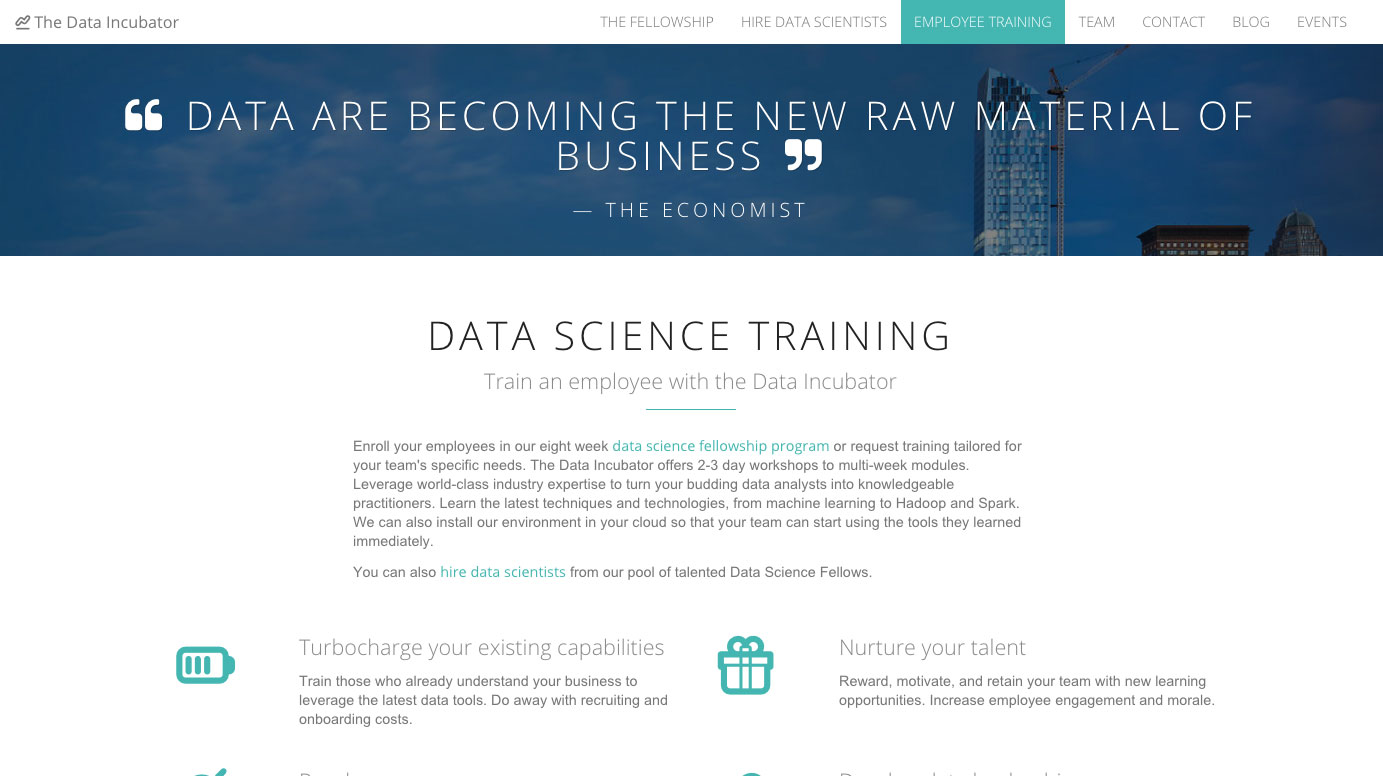 The Data Incubator
THE FELLOWSHIP
HIRE DATA SCIENTISTS
EMPLOYEE TRAINING
TEAM
CONTACT
BLOG
EVENTS
“ DATA ARE BECOMING THE NEW RAW MATERIAL OF
BUSINESS ”
— THE ECONOMIST
DATA SCIENCE TRAINING
Train an employee with the Data Incubator
Enroll your employees in our eight week data science fellowship program or request training tailored for
your team's specific needs. The Data Incubator offers 2-3 day workshops to multi-week modules.
Leverage world-class industry expertise to turn your budding data analysts into knowledgeable
practitioners. Learn the latest techniques and technologies, from machine learning to Hadoop and Spark.
We can also install our environment in your cloud so that your team can start using the tools they learned
immediately.
You can also hire data scientists from our pool of talented Data Science Fellows.
Turbocharge your existing capabilities
Train those who already understand your business to
leverage the latest data tools. Do away with recruiting and
onboarding costs.
Nurture your talent
Reward, motivate, and retain your team with new learning
opportunities. Increase employee engagement and morale.